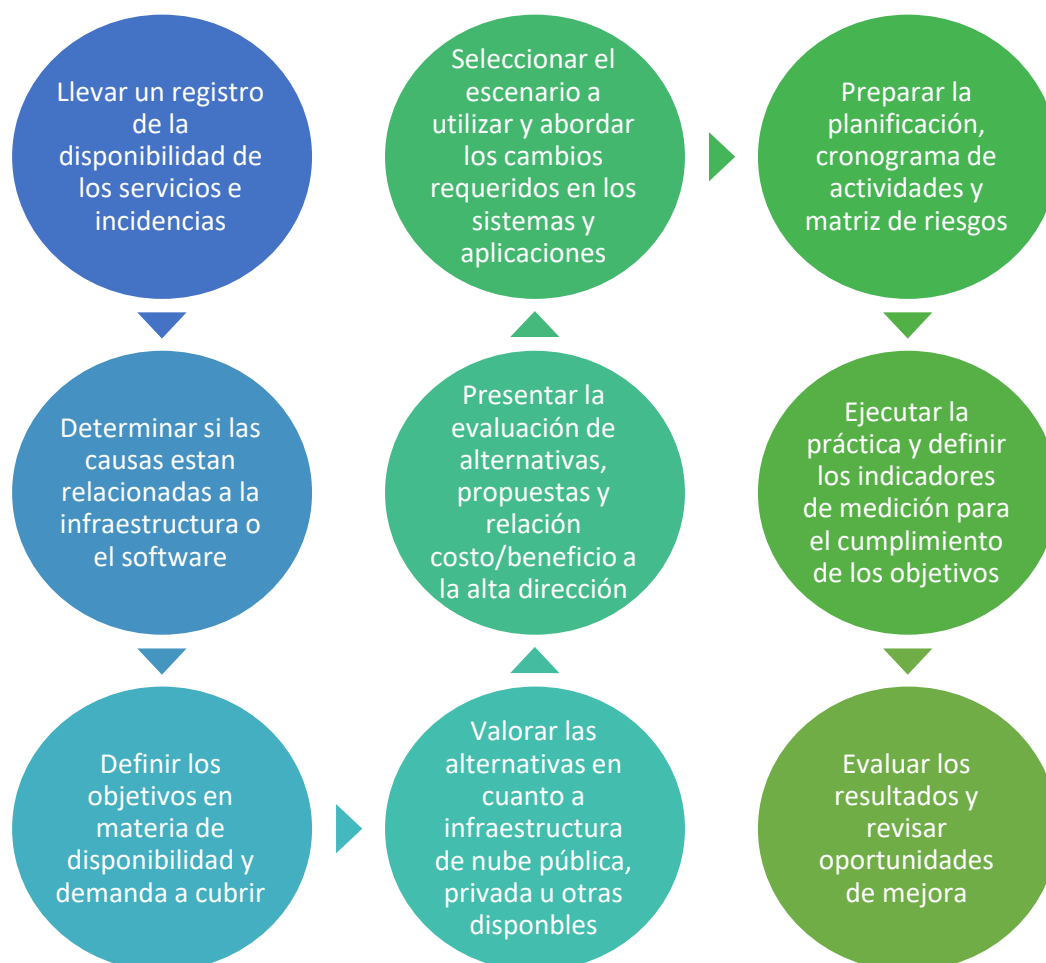 Llevar un registro
de la
disponibilidad de
los servicios e
incidencias
Determinar si las
causas estan
relacionadas a la
infraestructura o
el software
Definir los
objetivos en
materia de
disponibilidad y
demanda a cubrir
Valorar las
alternativas en
cuanto a
infraestructura
de nube pública,
privada u otras
disponbles
Presentar la
evaluación de
alternativas,
propuestas y
relación
costo/beneficio a
la alta dirección
Seleccionar el
escenario a
utilizar y abordar
los cambios
requeridos en los
sistemas y
aplicaciones
Preparar la
planificación,
cronograma de
actividades y
matriz de riesgos
Ejecutar la
práctica y definir
los indicadores
de medición para
el cumplimiento
de los objetivos
Evaluar los
resultados y
revisar
oportunidades
de mejora